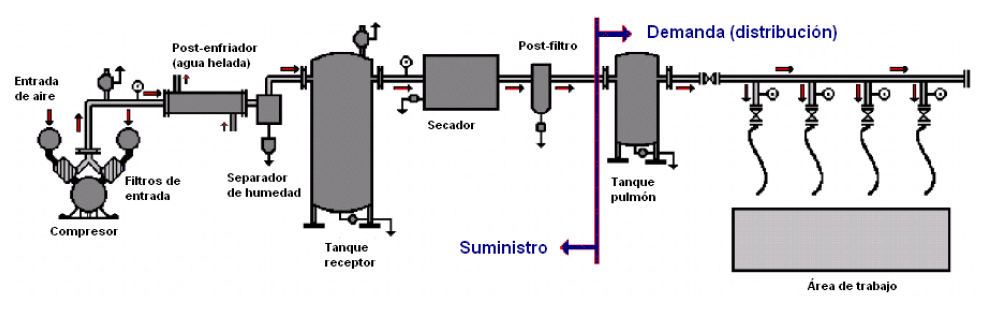 Entrada
de aire
Post-enfriador
(agua helada)
Filtros de
entrada
Compresor
Separador
de humedad
Tanque
receptor
Secador
Post-filtro
Suministro
Demanda (distribución)
Tanque
pulmón
Área de trabajo